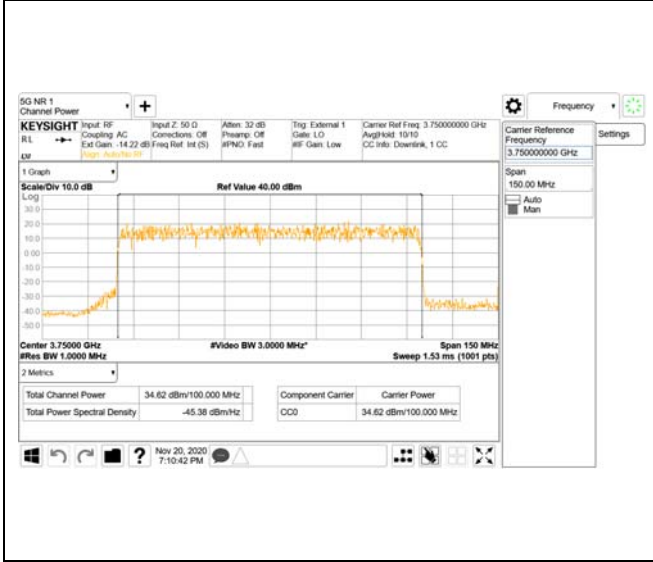 5G NR 1
Channel Power
Frequency
KEYSIGHT
RL
Input: RF
Coupling: AC
Ext Gain: -14.22 dB
Align: Auto/No RF
Input Z: 50 Ω
Corrections: Off
Freq Ref: Int (S)
Atten: 32 dB
Preamp: Off
#PNO: Fast
Trig: External 1
Gate: LO
#IF Gain: Low
Carrier Ref Freq: 3.750000000 GHz
Avg|Hold: 10/10
CC Info: Downlink, 1 CC
Carrier Reference
Frequency
3.750000000 GHz
Settings
Span
150.00 MHz
Auto
Man
1 Graph
Scale/Div 10.0 dB
Ref Value 40.00 dBm
Log
30.0
20.0
10.0
0.00
-10.0
-20.0
-30.0
-40.0
-50.0
Center 3.75000 GHz
#Video BW 3.0000 MHz*
Span 150 MHz
#Res BW 1.0000 MHz
Sweep 1.53 ms (1001 pts)
2 Metrics
Total Channel Power 34.62 dBm/100.000 MHz
Total Power Spectral Density -45.38 dBm/Hz
Component Carrier Carrier Power
CC0 34.62 dBm/100.000 MHz
?
Nov 20, 2020
7:10:42 PM